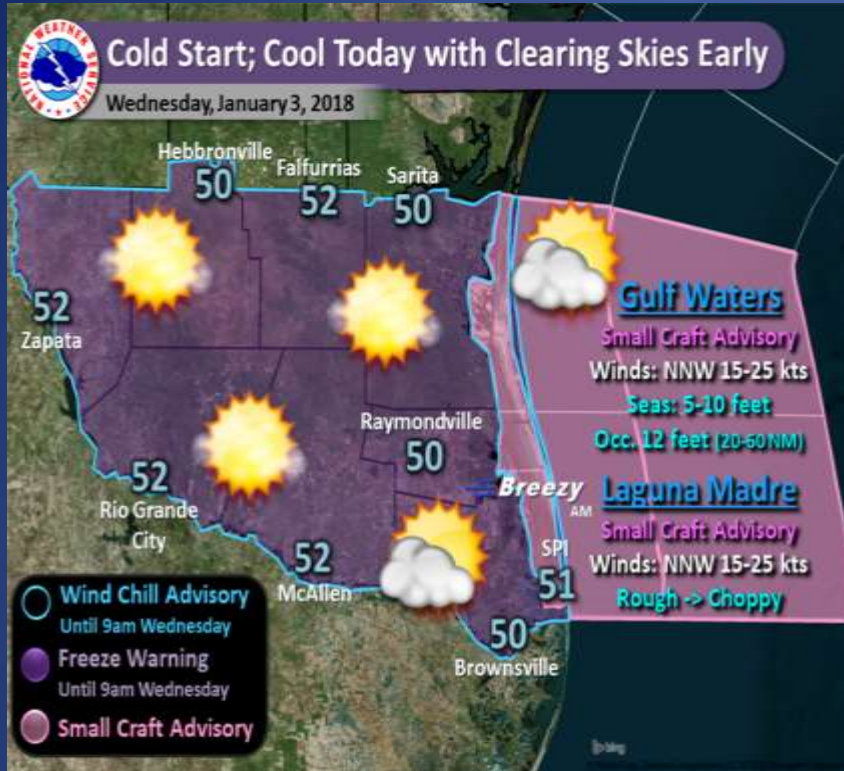 NATIONAL WEATHER SERVICE
Cold Start; Cool Today with Clearing Skies Early
Wednesday, January 3, 2018
Hebbronville
50
Falfurrias
52
Sarita
50
52
Zapata
Gulf Waters
Small Craft Advisory
Winds: NNW 15-25 kts
Seas: 5-10 feet
Occ. 12 feet (20-60 NM)
Raymondville
50
52
Rio Grande
City
Breezy
AM
Laguna Madre
Small Craft Advisory
Winds: NNW 15-25 kts
Rough -> Choppy
SPI
51
52
McAllen
50
Brownsville
Wind Chill Advisory
Until 9am Wednesday
Freeze Warning
Until 9am Wednesday
Small Craft Advisory
bing